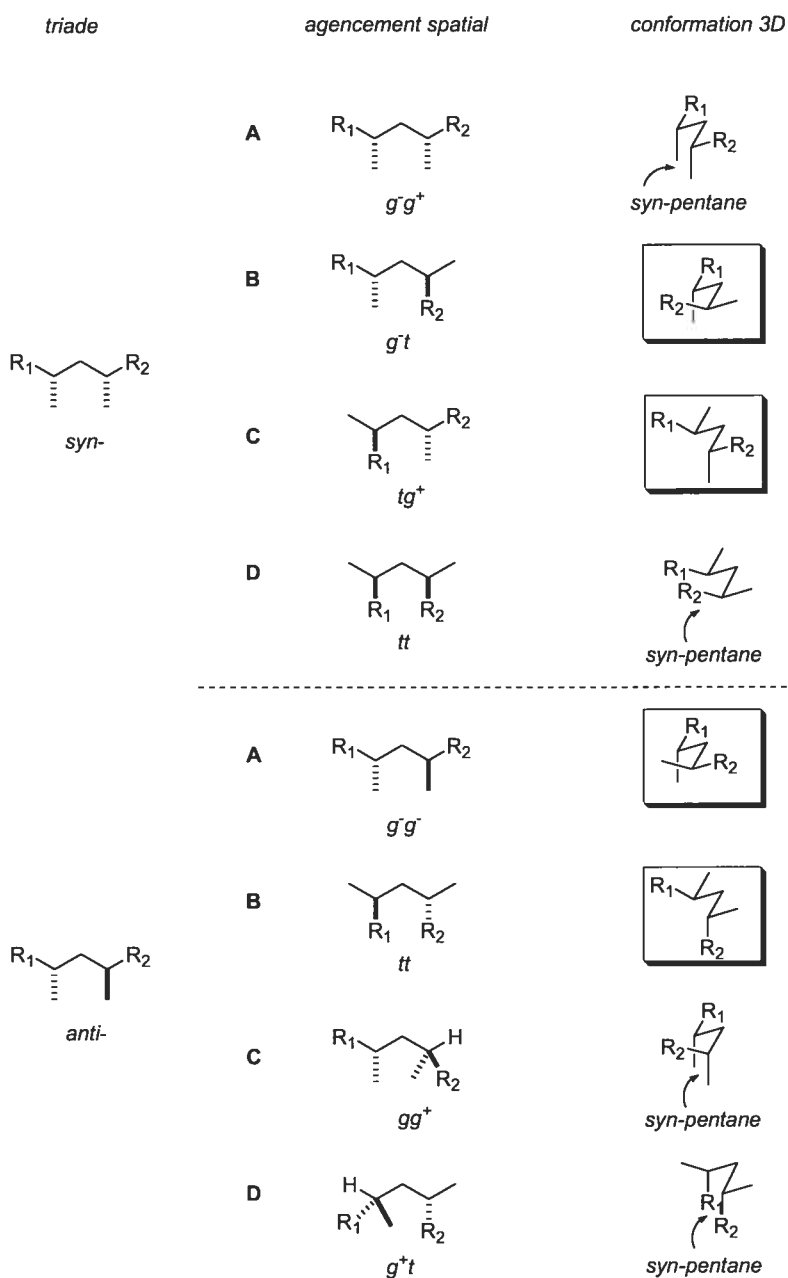 triade agencement spatial conformation 3D
A R1 R2 R1 R2
g-g+ syn-pentane
B R1 R2 R1 R2
g-t
R1 R2
syn-
C R1 R2 R1 R2
tg+
D R1 R2 R1 R2
tt syn-pentane
A R1 R2 R1 R2
g-g-
B R1 R2 R1 R2
tt
R1 R2
anti-
C R1 H R2 R1 R2
gg+ syn-pentane
D H R1 R2 R1 R2
g+t syn-pentane